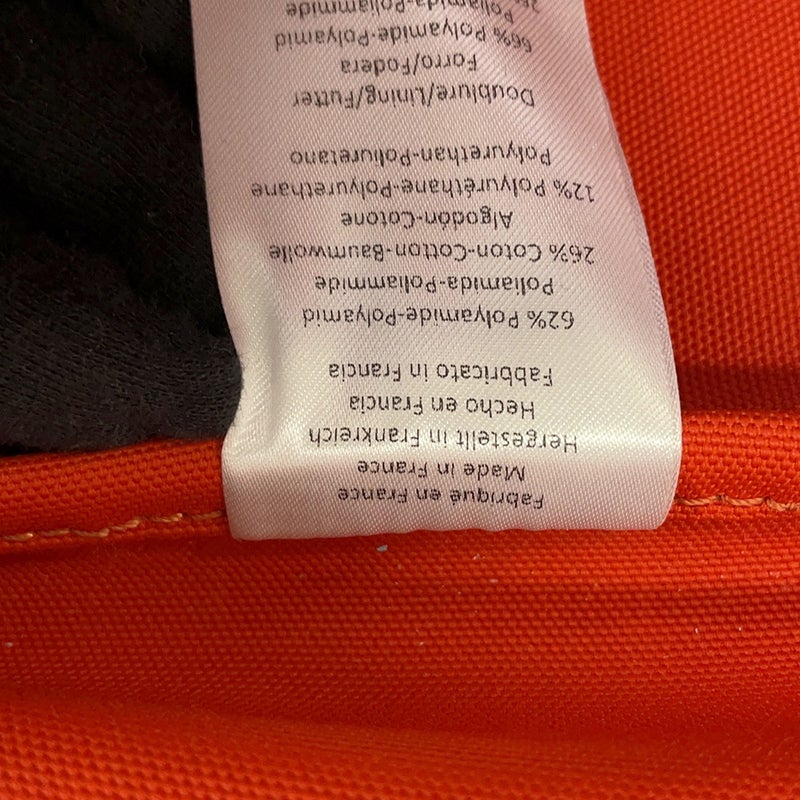 Fabriqué en France
Made in France
Hergestellt in Frankreich
Hecho en Francia
Fabbricato in Francia
62% Polyamide-Polyamid
Poliamida-Poliammide
26% Coton-Cotton-Baumwolle
Algodón-Cotone
12% Polyuréthane-Polyurethane
Polyurethan-Poliuretano
Doublure/Lining/Futter
Forro/Fodera
66% Polyamide-Polyamid
Poliamida-Poliammide